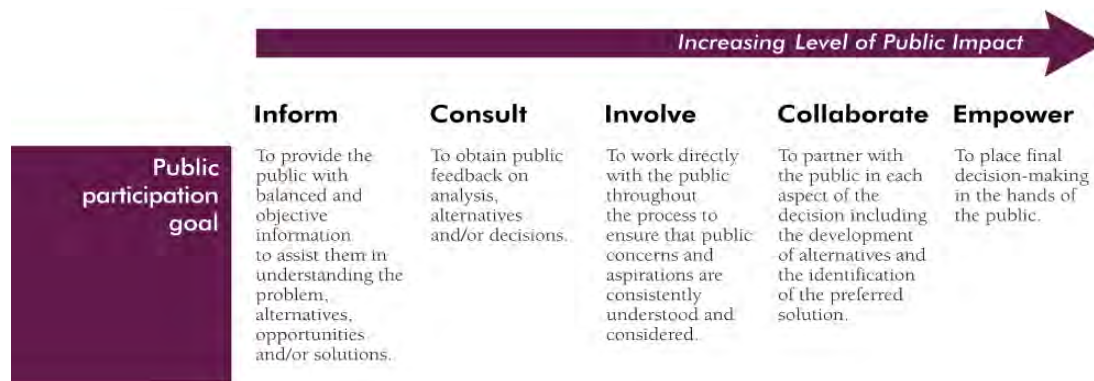 Increasing Level of Public Impact
Public
participation
goal
Inform
To provide the
public with
balanced and
objective
information
to assist them in
understanding the
problem,
alternatives,
opportunities
and/or solutions.
Consult
To obtain public
feedback on
analysis,
alternatives
and/or decisions.
Involve
To work directly
with the public
throughout
the process to
ensure that public
concerns and
aspirations are
consistently
understood and
considered.
Collaborate
To partner with
the public in each
aspect of the
decision including
the development
of alternatives and
the identification
of the preferred
solution.
Empower
To place final
decision-making
in the hands of
the public.